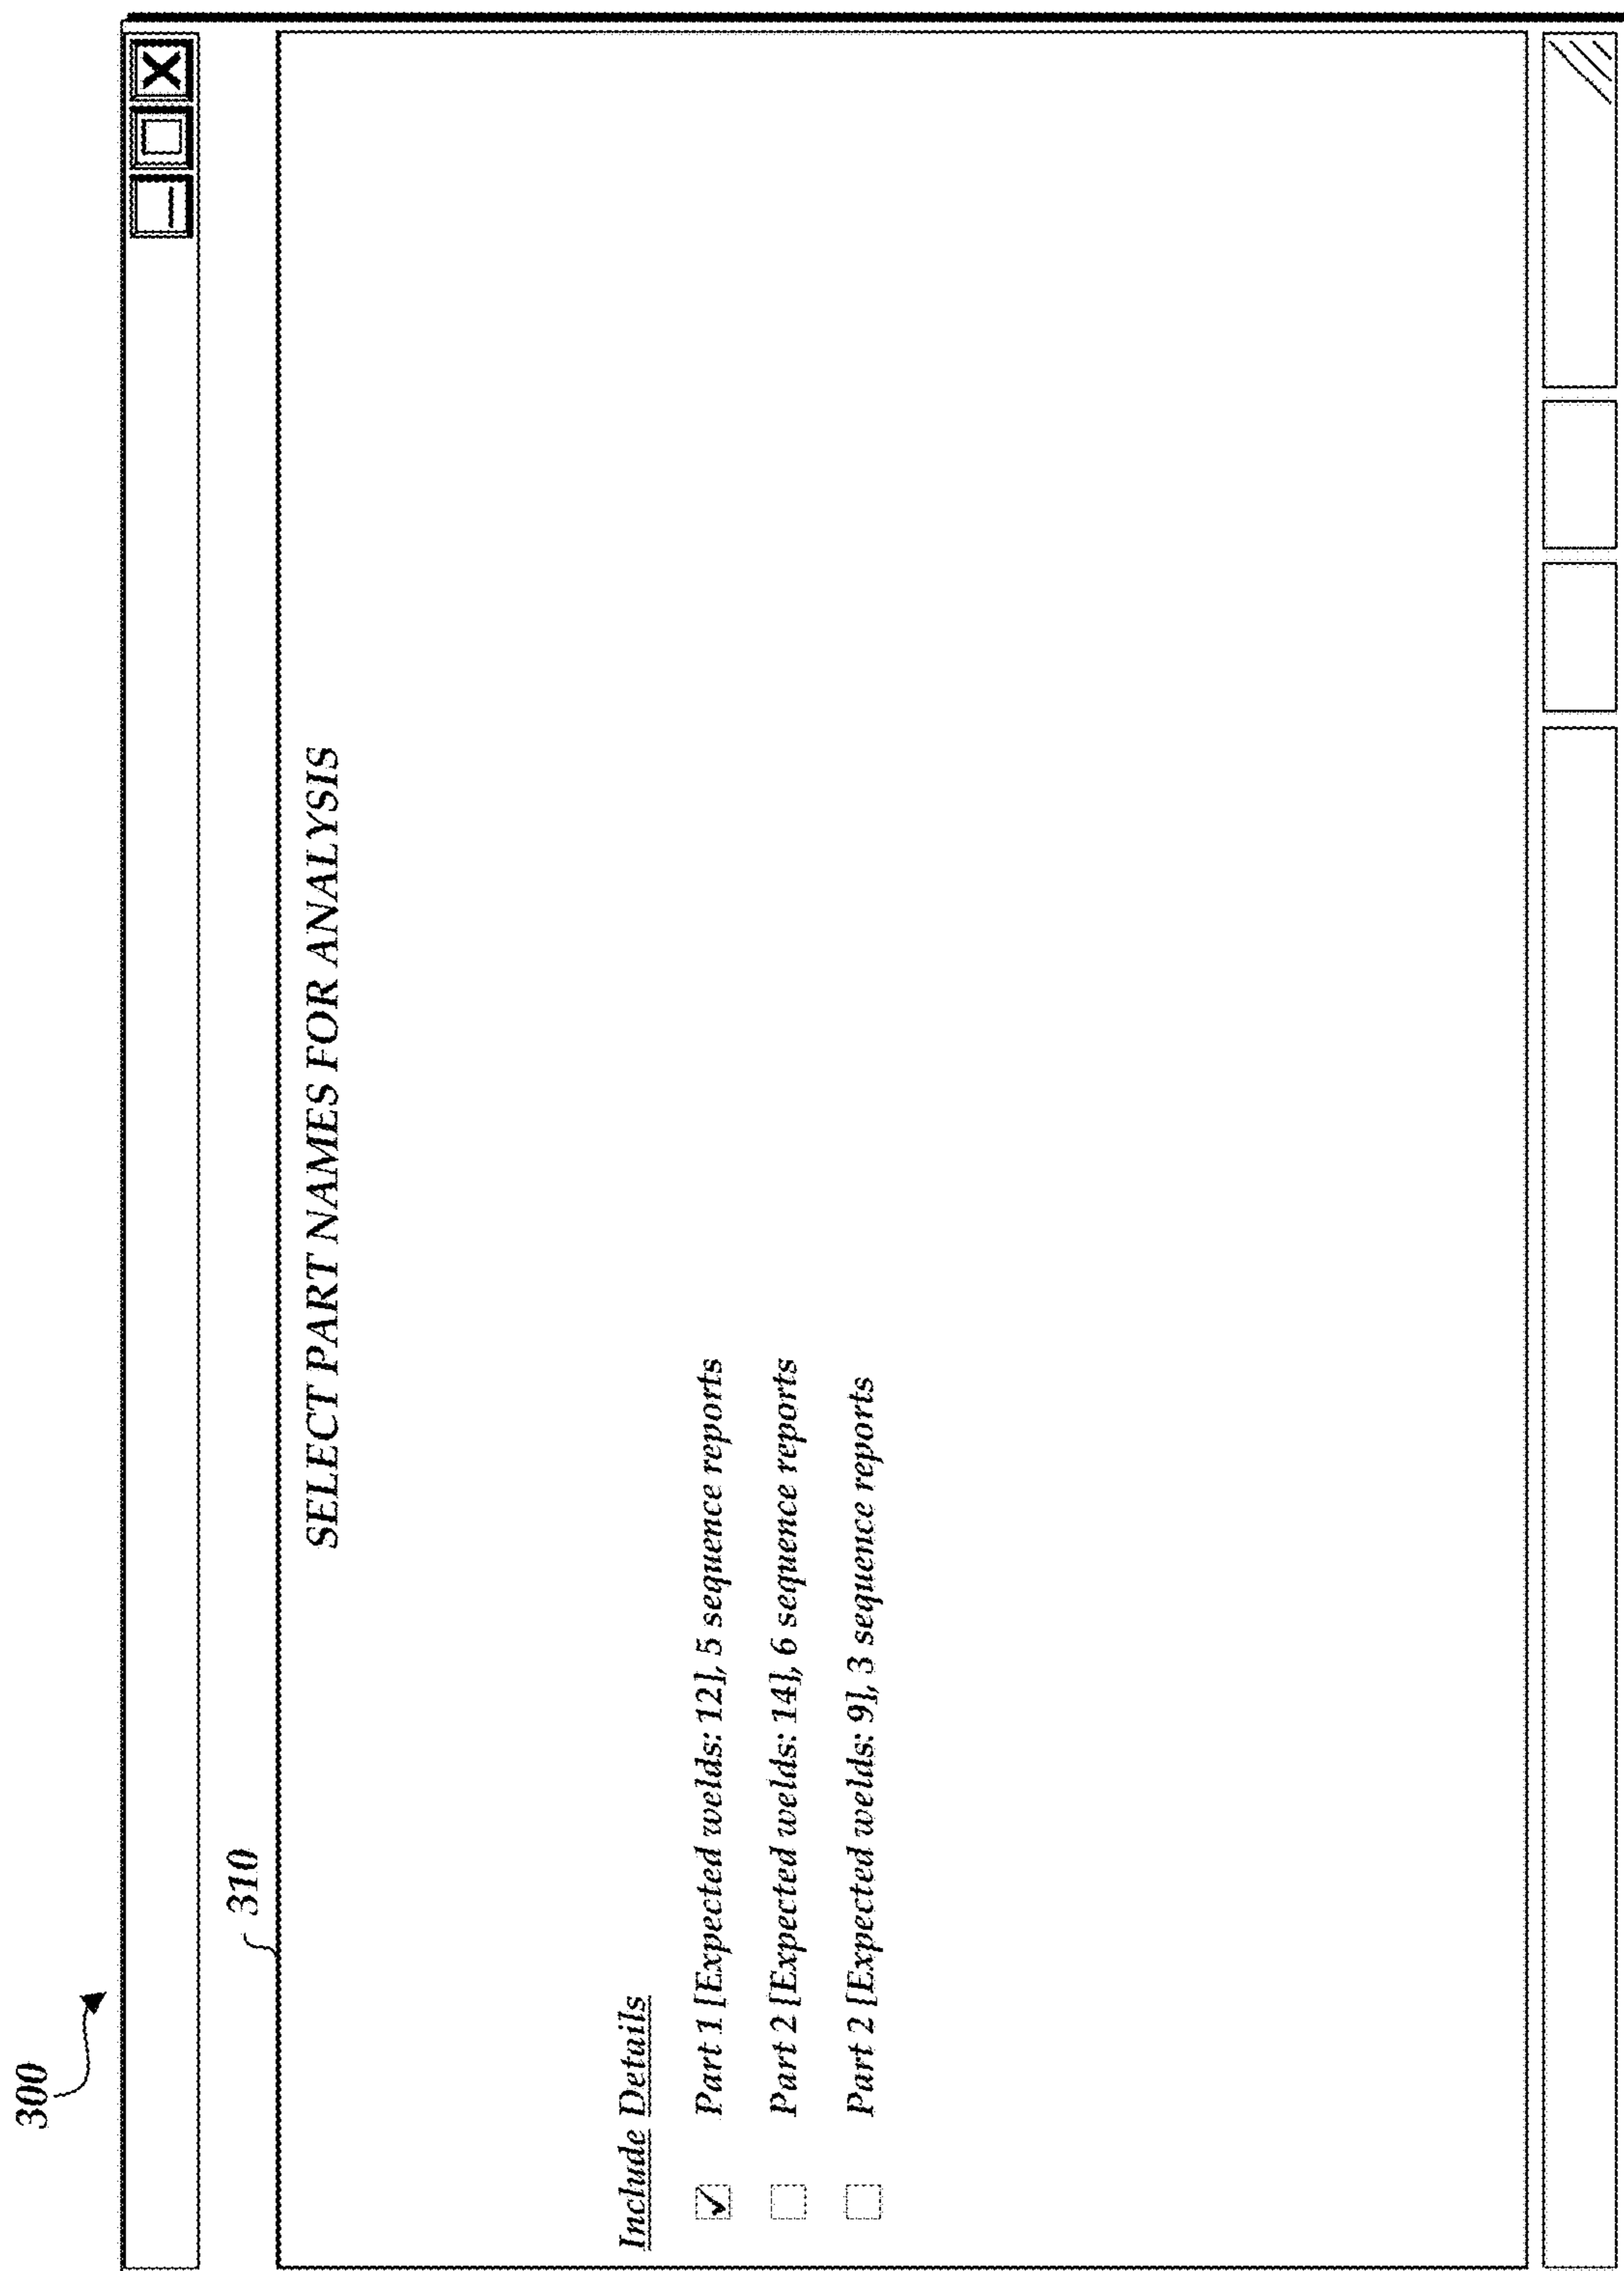 300
310
SELECT PART NAMES FOR ANALYSIS
Include Details
Part 1 [Expected welds: 12], 5 sequence reports
Part 2 [Expected welds: 14], 6 sequence reports
Part 2 [Expected welds: 9], 3 sequence reports